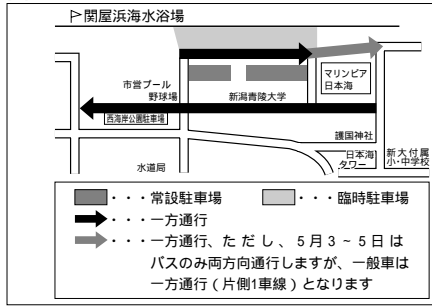 関屋浜海水浴場
マリンピア
日本海
市営プール
野球場
新潟青陵大学
西海岸公園駐車場
護国神社
水道局
日本海
タワー
新大付属
小・中学校
・・・常設駐車場
・・・臨時駐車場
・・・一方通行
・・・一方通行、ただし、5月3~5日は
バスのみ両方向通行しますが、一般車は
一方通行(片側1車線)となります